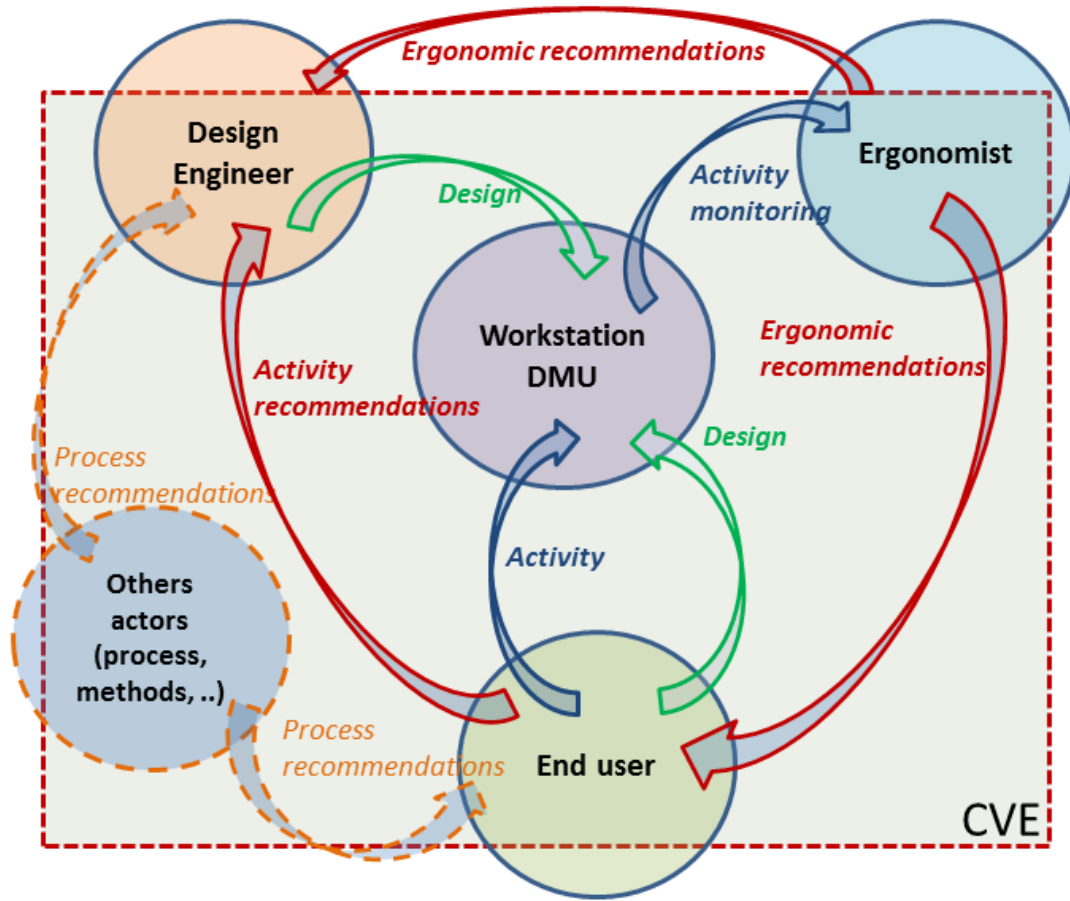 Ergonomic recommendations
Design
Engineer
Ergonomist
Design
Activity
monitoring
Workstation
DMU
Ergonomic
recommendations
Activity
recommendations
Design
Process
recommendations
Activity
Others
actors
(process,
methods, ..)
Process
recommendations
End user
CVE